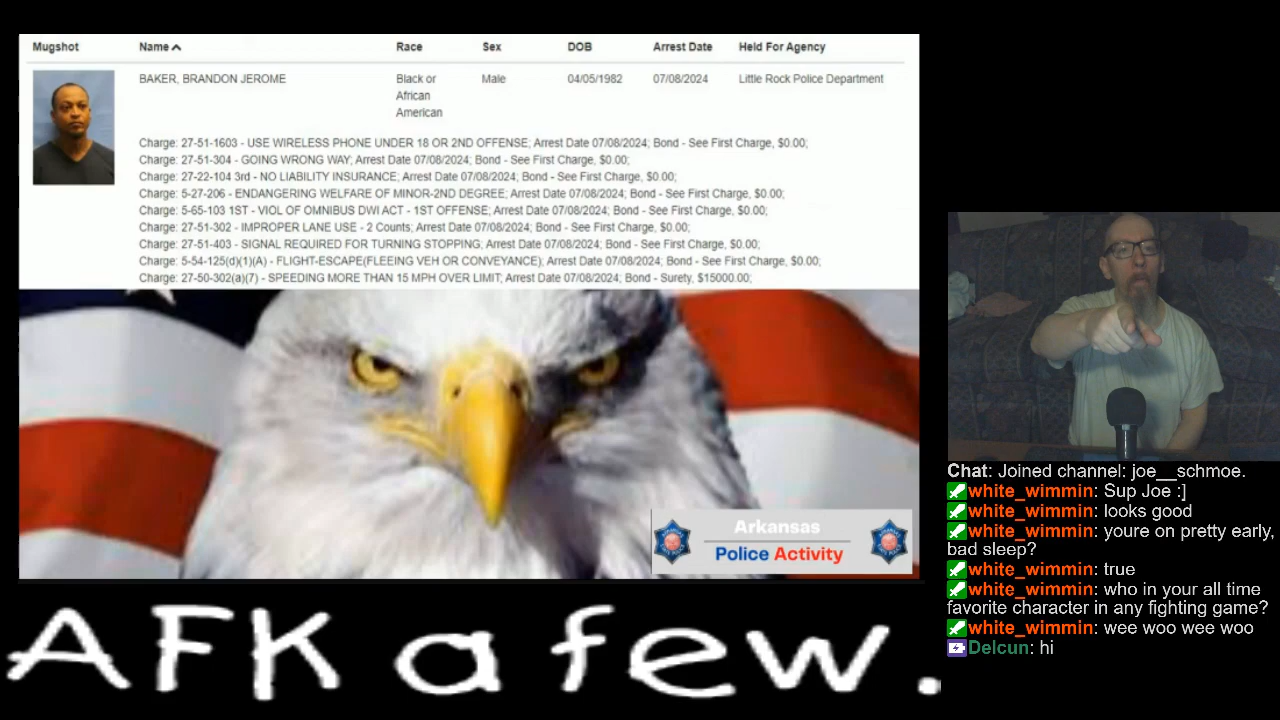 Mugshot Name Race Sex DOB Arrest Date Held For Agency
BAKER, BRANDON JEROME Black or African American Male 04/05/1982 07/08/2024 Little Rock Police Department
Charge: 27-51-1603 - USE WIRELESS PHONE UNDER 18 OR 2ND OFFENSE; Arrest Date 07/08/2024; Bond - See First Charge, $0.00;
Charge: 27-51-304 - GOING WRONG WAY; Arrest Date 07/08/2024; Bond - See First Charge, $0.00;
Charge: 27-22-104 3rd - NO LIABILITY INSURANCE; Arrest Date 07/08/2024; Bond - See First Charge, $0.00;
Charge: 5-27-206 - ENDANGERING WELFARE OF MINOR-2ND DEGREE; Arrest Date 07/08/2024; Bond - See First Charge, $0.00;
Charge: 5-65-103 1ST - VIOL OF OMNIBUS DWI ACT - 1ST OFFENSE; Arrest Date 07/08/2024; Bond - See First Charge, $0.00;
Charge: 27-51-302 - IMPROPER LANE USE - 2 Counts; Arrest Date 07/08/2024; Bond - See First Charge, $0.00;
Charge: 27-51-403 - SIGNAL REQUIRED FOR TURNING STOPPING; Arrest Date 07/08/2024; Bond - See First Charge, $0.00;
Charge: 5-54-125(d)(1)(A) - FLIGHT-ESCAPE(FLEEING VEH OR CONVEYANCE); Arrest Date 07/08/2024; Bond - See First Charge, $0.00;
Charge: 27-50-302(a)(7) - SPEEDING MORE THAN 15 MPH OVER LIMIT; Arrest Date 07/08/2024; Bond - Surety, $15000.00;
Arkansas
Police Activity
AFK a few.
Chat: Joined channel: joe__schmoe.
white_wimmin: Sup Joe :]
white_wimmin: looks good
white_wimmin: youre on pretty early,
bad sleep?
white_wimmin: true
white_wimmin: who in your all time
favorite character in any fighting game?
white_wimmin: wee woo wee woo
Delcun: hi